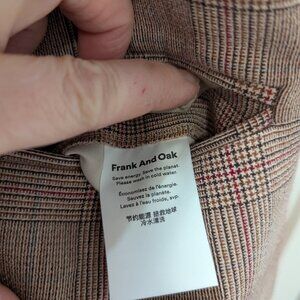 Frank And Oak
Save energy. Save the planet.
Please wash in cold water.
Économisez de l'énergie.
Sauvez la planète.
Lavez à l'eau froide, svp.
节约能源 拯救地球
冷水清洗